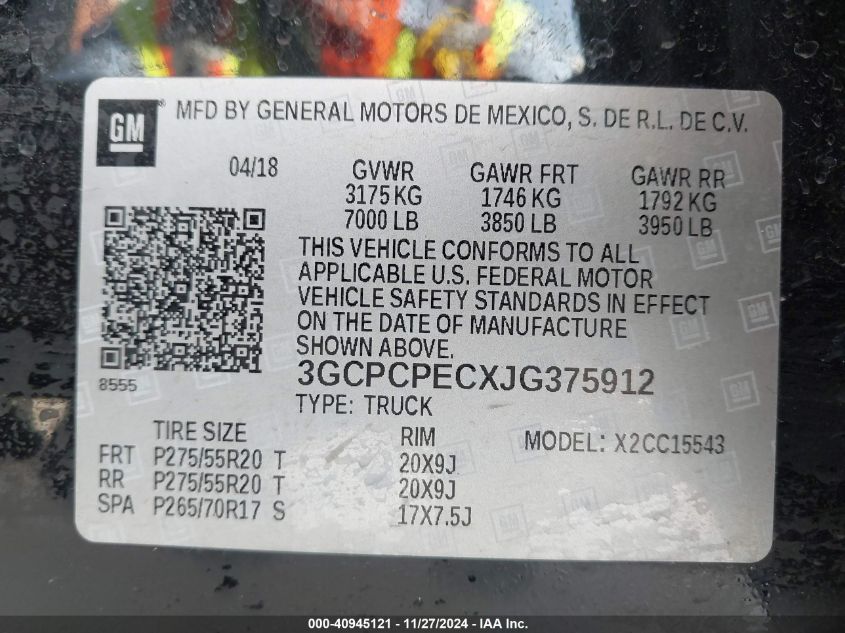 GM MFD BY GENERAL MOTORS DE MEXICO, S. DE R.L. DE C.V.
04/18 GVWR GAWR FRT GAWR RR
3175 KG 1746 KG 1792 KG
7000 LB 3850 LB 3950 LB
THIS VEHICLE CONFORMS TO ALL
APPLICABLE U.S. FEDERAL MOTOR
VEHICLE SAFETY STANDARDS IN EFFECT
ON THE DATE OF MANUFACTURE
SHOWN ABOVE.
8555 3GCPCPECXJG375912
TYPE: TRUCK
TIRE SIZE RIM MODEL: X2CC15543
FRT P275/55R20 T 20X9J
RR P275/55R20 T 20X9J
SPA P265/70R17 S 17X7.5J
000-40945121 - 11/27/2024 - IAA Inc.